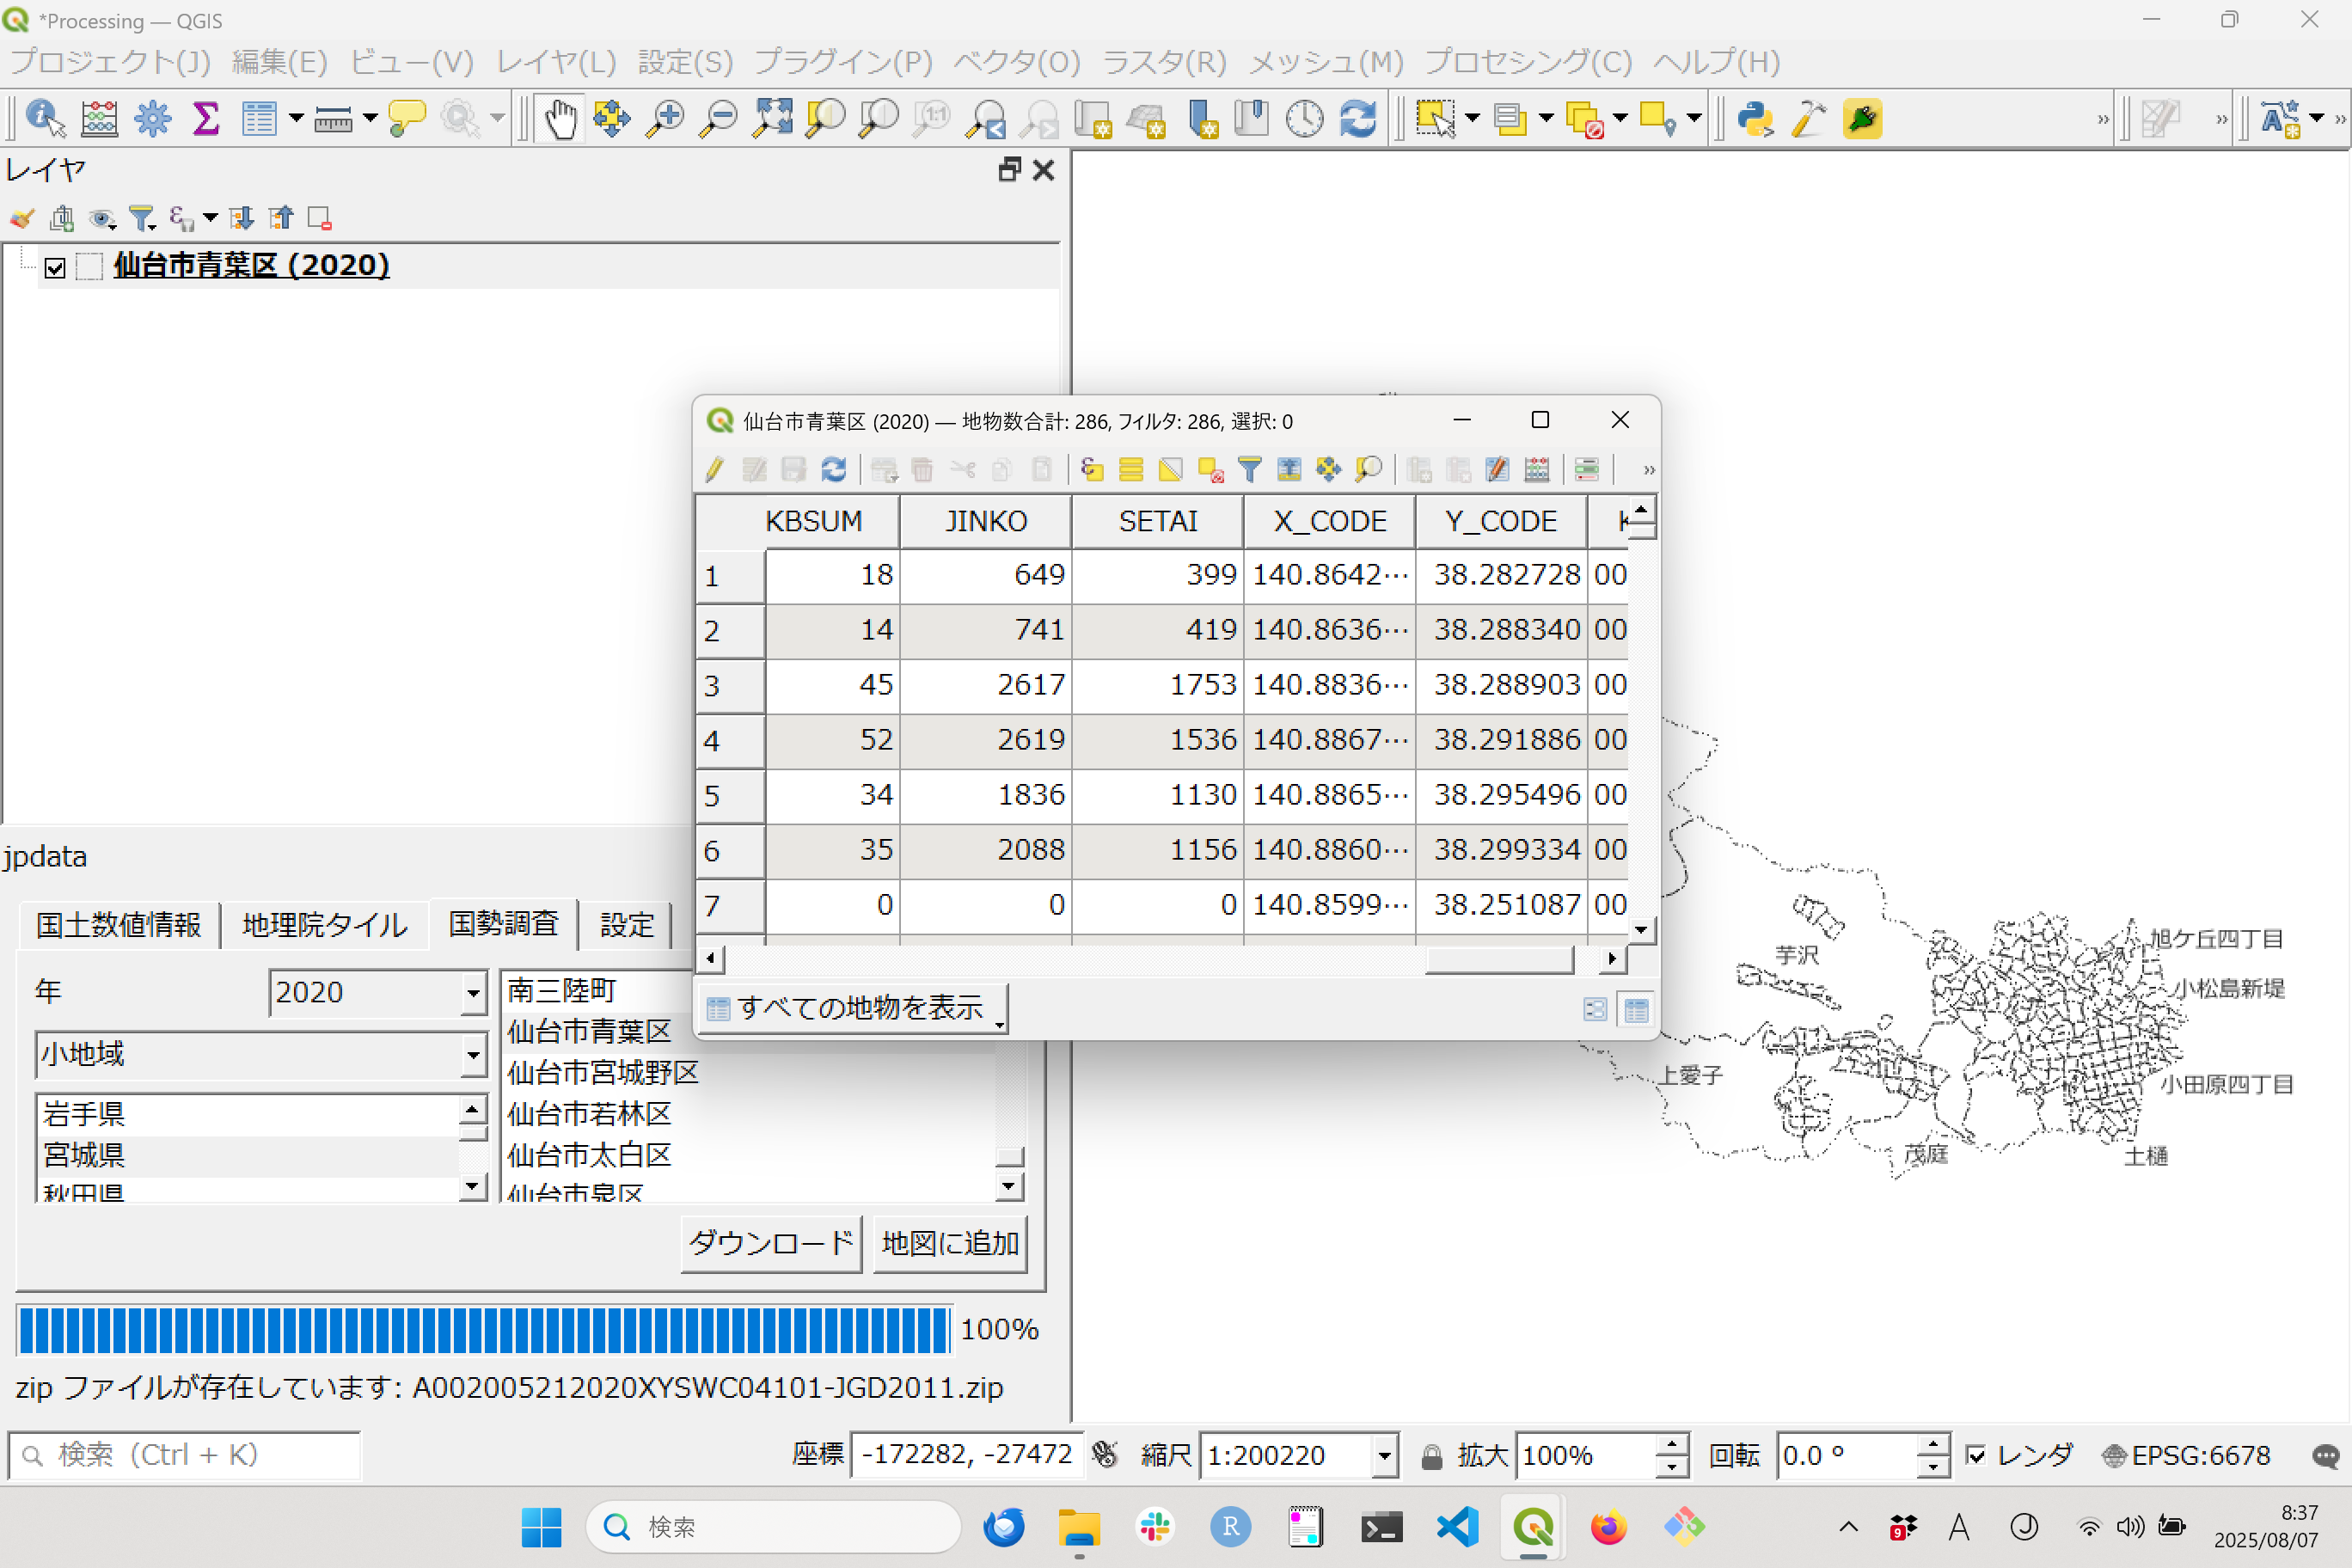 *Processing — QGIS
プロジェクト(J) 編集(E) ビュー(V) レイヤ(L) 設定(S) プラグイン(P) ベクタ(O) ラスタ(R) メッシュ(M) プロセシング(C) ヘルプ(H)
レイヤ
仙台市青葉区 (2020)
仙台市青葉区 (2020) — 地物数合計: 286, フィルタ: 286, 選択: 0
KBSUM JINKO SETAI X_CODE Y_CODE
1 18 649 399 140.8642… 38.282728 00
2 14 741 419 140.8636… 38.288340 00
3 45 2617 1753 140.8836… 38.288903 00
4 52 2619 1536 140.8867… 38.291886 00
5 34 1836 1130 140.8865… 38.295496 00
6 35 2088 1156 140.8860… 38.299334 00
7 0 0 0 140.8599… 38.251087 00
すべての地物を表示
jpdata
国土数値情報 地理院タイル 国勢調査 設定
年 2020
小地域
岩手県
宮城県
秋田県
南三陸町
仙台市青葉区
仙台市宮城野区
仙台市若林区
仙台市太白区
仙台市泉区
ダウンロード 地図に追加
100%
zip ファイルが存在しています: A002005212020XYSWC04101-JGD2011.zip
芋沢
旭ケ丘四丁目
小松島新堤
上愛子
小田原四丁目
茂庭
土樋
検索 (Ctrl + K) 座標 -172282, -27472 縮尺 1:200220 拡大 100% 回転 0.0 ° レンダ EPSG:6678
検索
9
A
J
8:37
2025/08/07